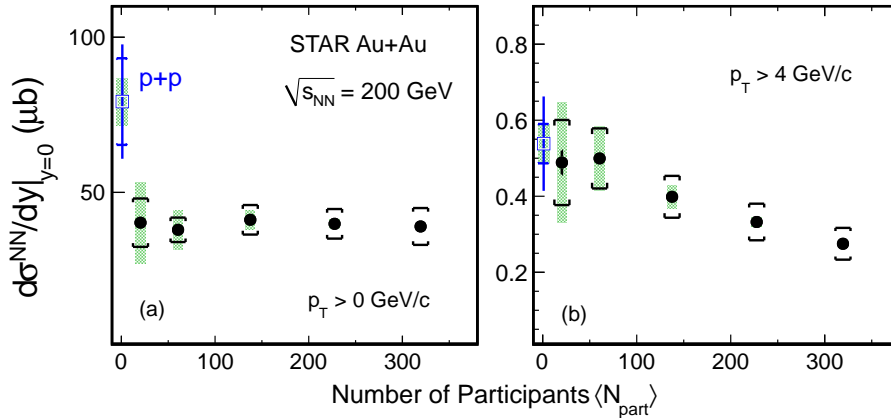 dσ^NN/dy|_y=0 (μb)
100
50
p+p
STAR Au+Au
√s_NN = 200 GeV
(a)
p_T > 0 GeV/c
0 100 200 300
0.8
0.6
0.4
0.2
p_T > 4 GeV/c
(b)
0 100 200 300
Number of Participants ⟨N_part⟩